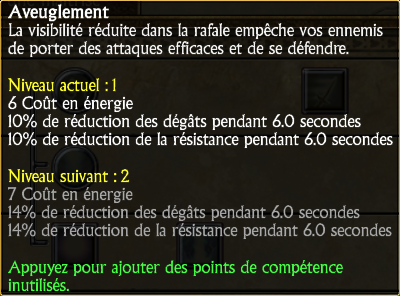 Aveuglement
La visibilité réduite dans la rafale empêche vos ennemis
de porter des attaques efficaces et de se défendre.
Niveau actuel : 1
6 Coût en énergie
10% de réduction des dégâts pendant 6.0 secondes
10% de réduction de la résistance pendant 6.0 secondes
Niveau suivant : 2
7 Coût en énergie
14% de réduction des dégâts pendant 6.0 secondes
14% de réduction de la résistance pendant 6.0 secondes
Appuyez pour ajouter des points de compétence
inutilisés.